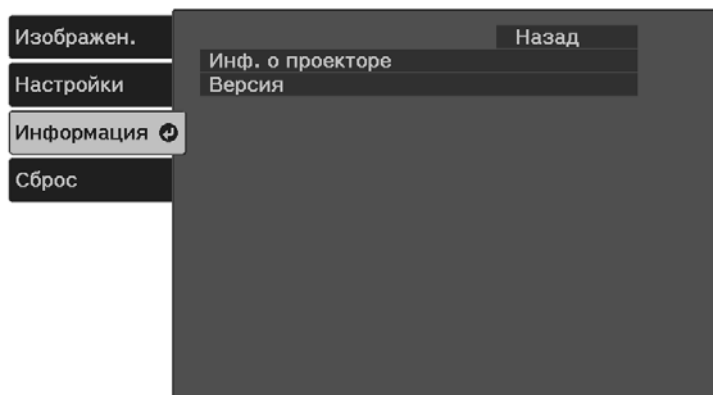 Изображен.
Настройки
Информация
Сброс
Назад
Инф. о проекторе
Версия